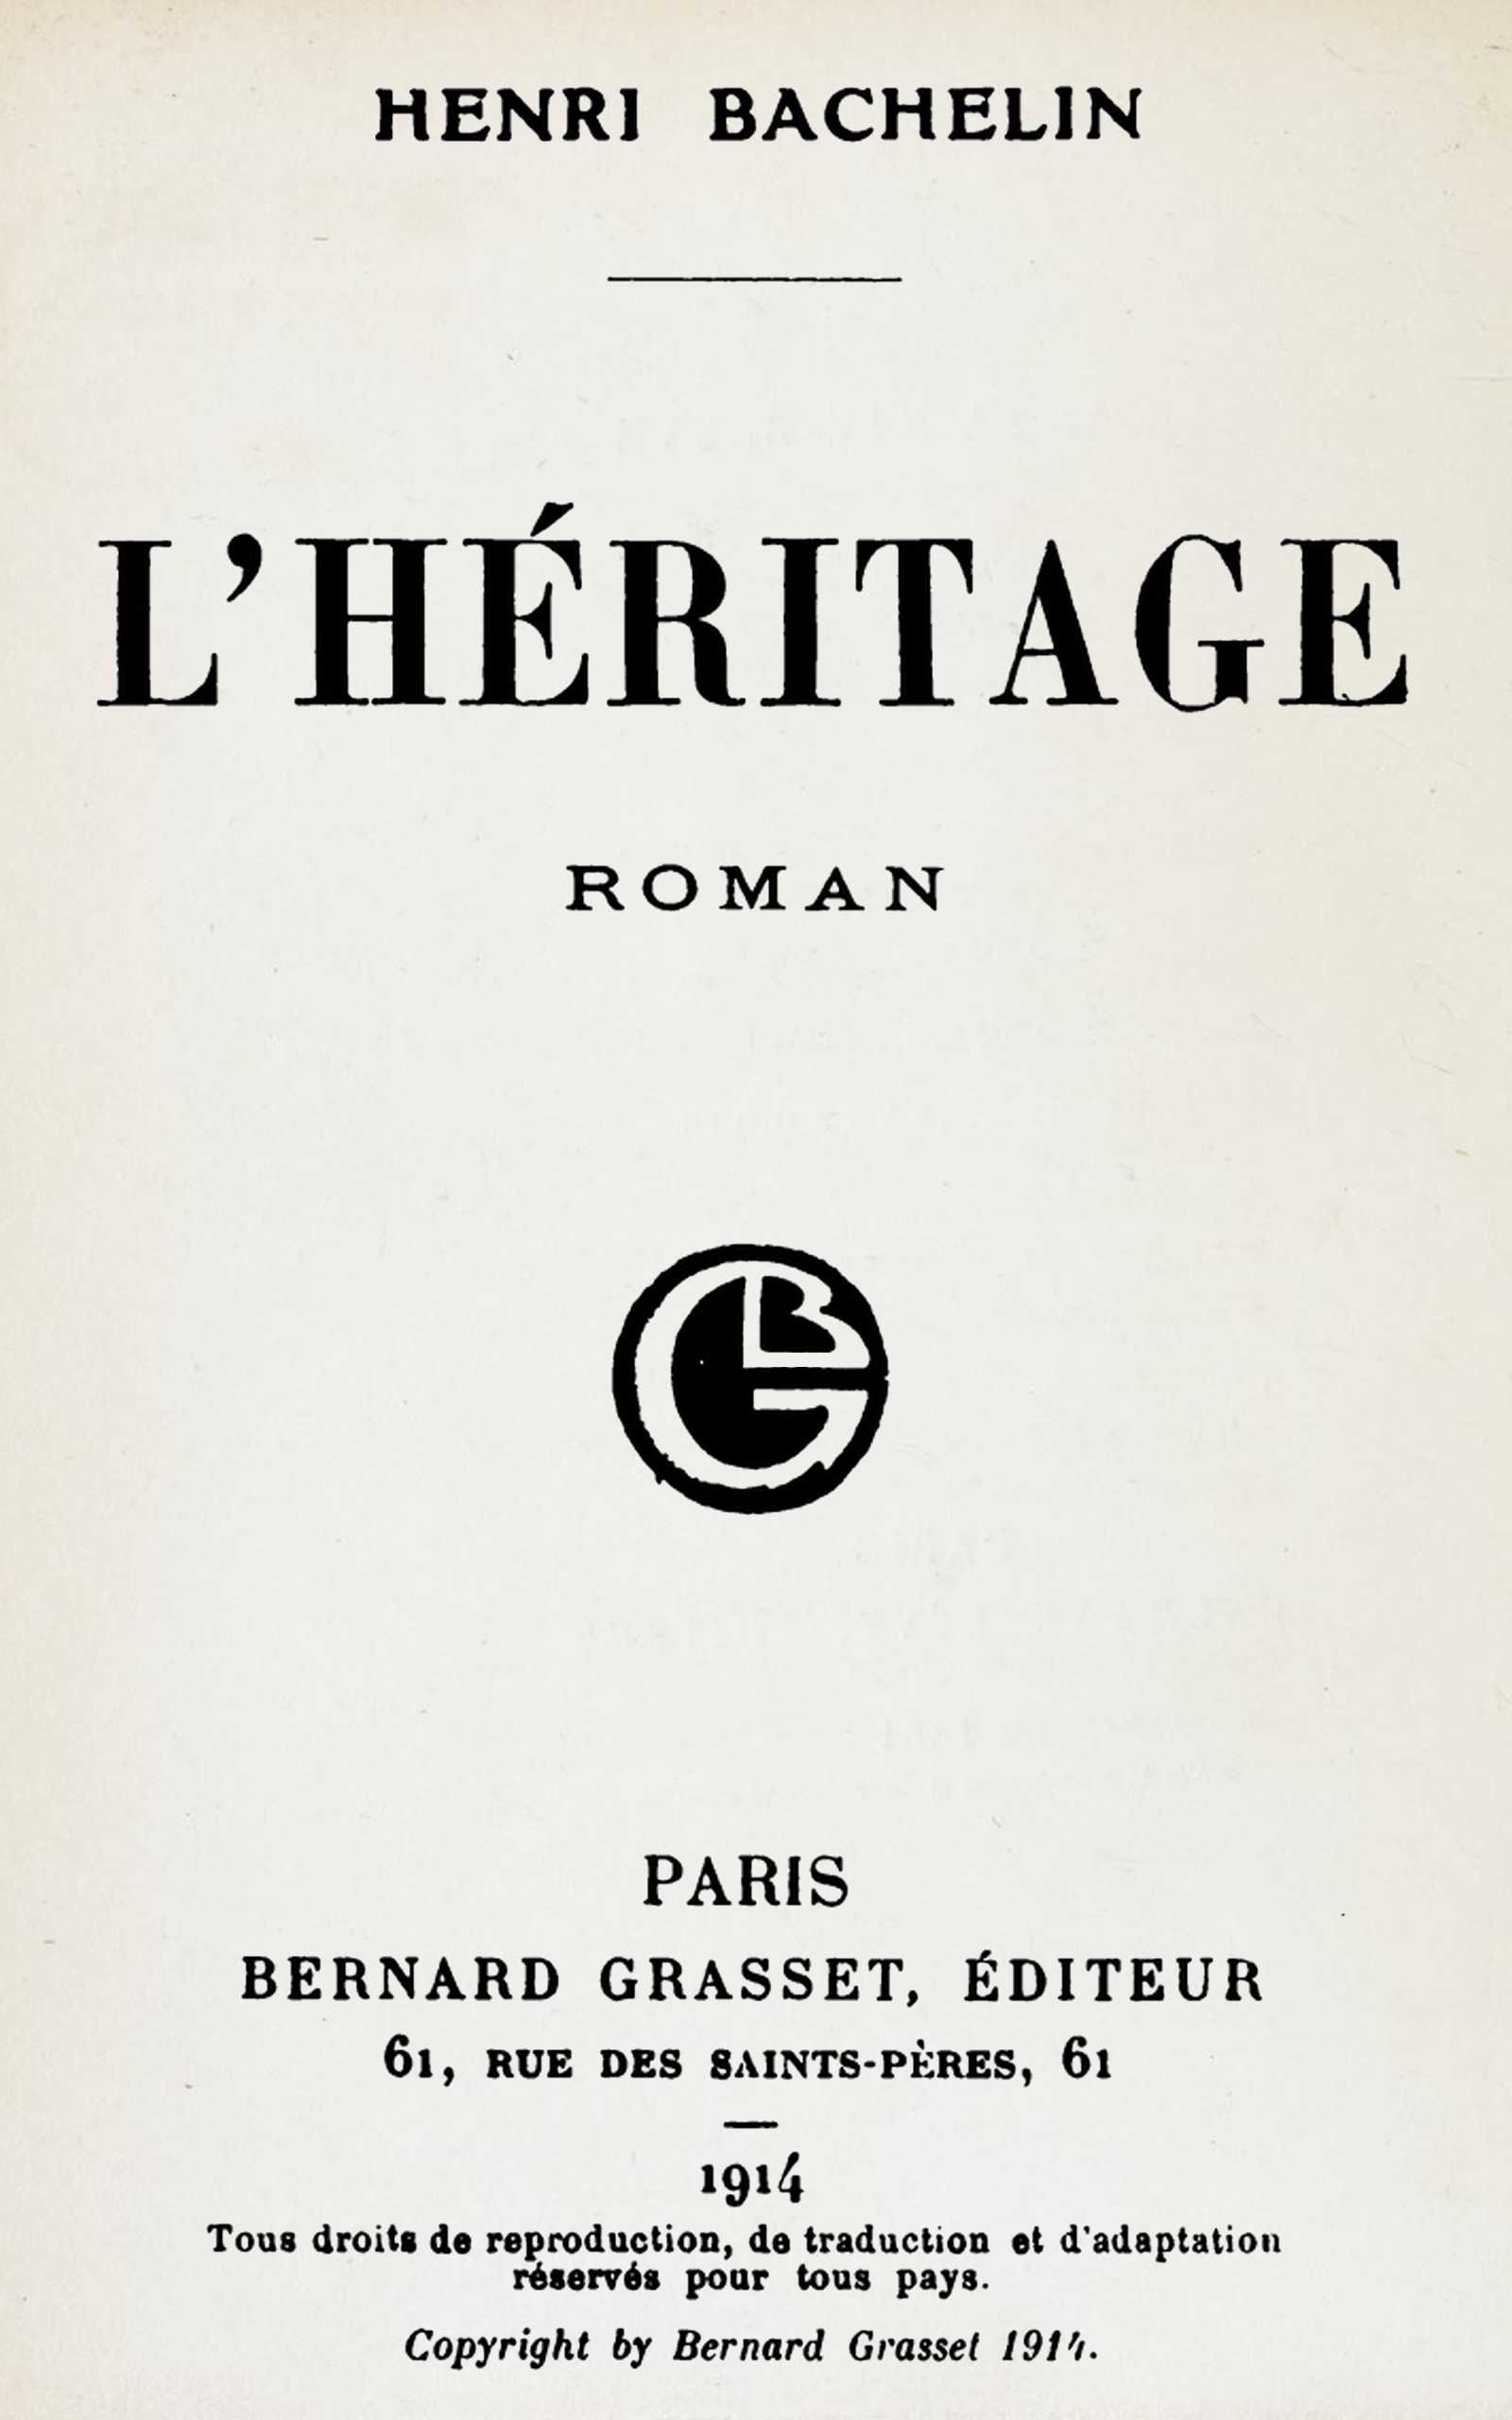 HENRI BACHELIN
L’HÉRITAGE
ROMAN
GB
PARIS
BERNARD GRASSET, ÉDITEUR
61, RUE DES SAINTS-PÈRES, 61
1914
Tous droits de reproduction, de traduction et d'adaptation
réservés pour tous pays.
Copyright by Bernard Grasset 1914.